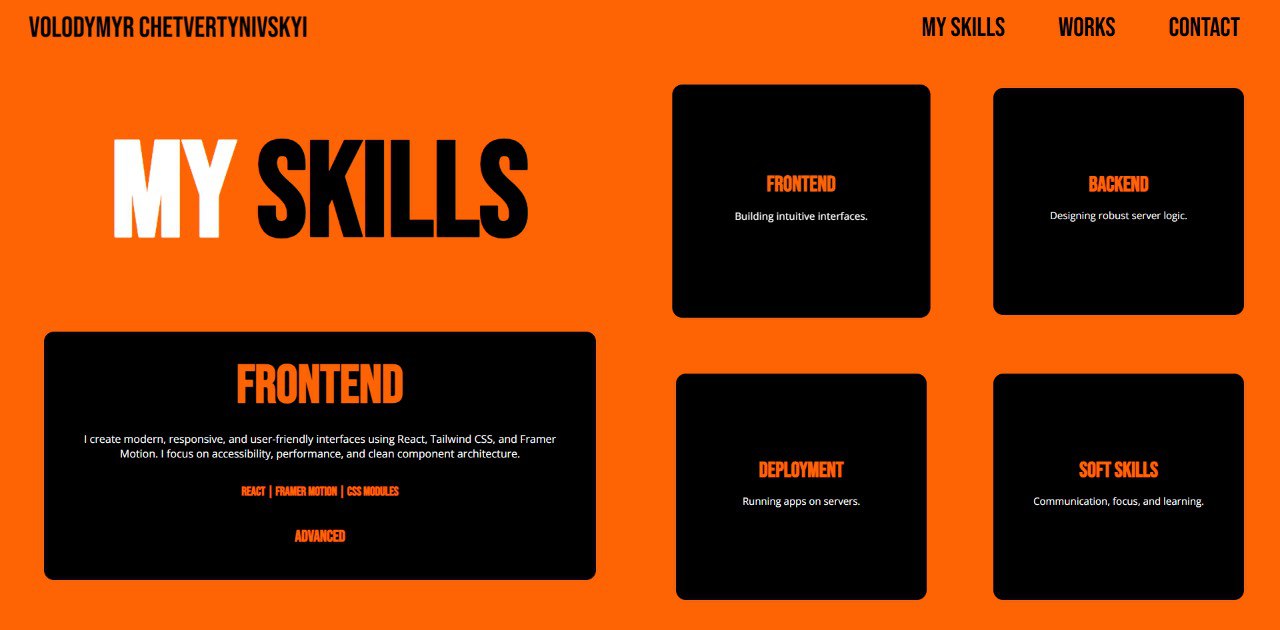 VOLODYMYR CHETVERTYNIVSKYI
MY SKILLS
WORKS
CONTACT
MY SKILLS
FRONTEND
I create modern, responsive, and user-friendly interfaces using React, Tailwind CSS, and Framer
Motion. I focus on accessibility, performance, and clean component architecture.
REACT | FRAMER MOTION | CSS MODULES
ADVANCED
FRONTEND
Building intuitive interfaces.
BACKEND
Designing robust server logic.
DEPLOYMENT
Running apps on servers.
SOFT SKILLS
Communication, focus, and learning.